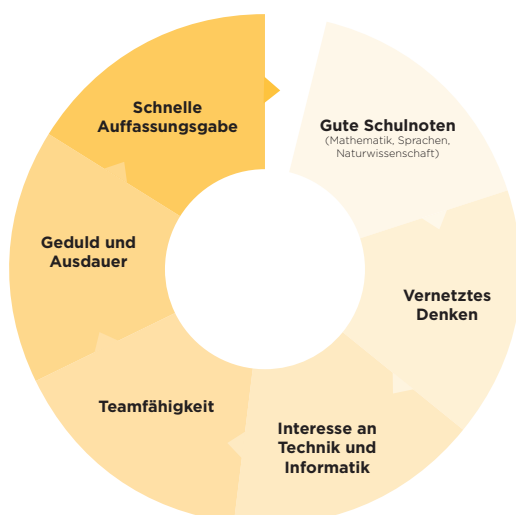 Gute Schulnoten
(Mathematik, Sprachen,
Naturwissenschaft)
Vernetztes
Denken
Interesse an
Technik und
Informatik
Teamfähigkeit
Geduld und
Ausdauer
Schnelle
Auffassungsgabe